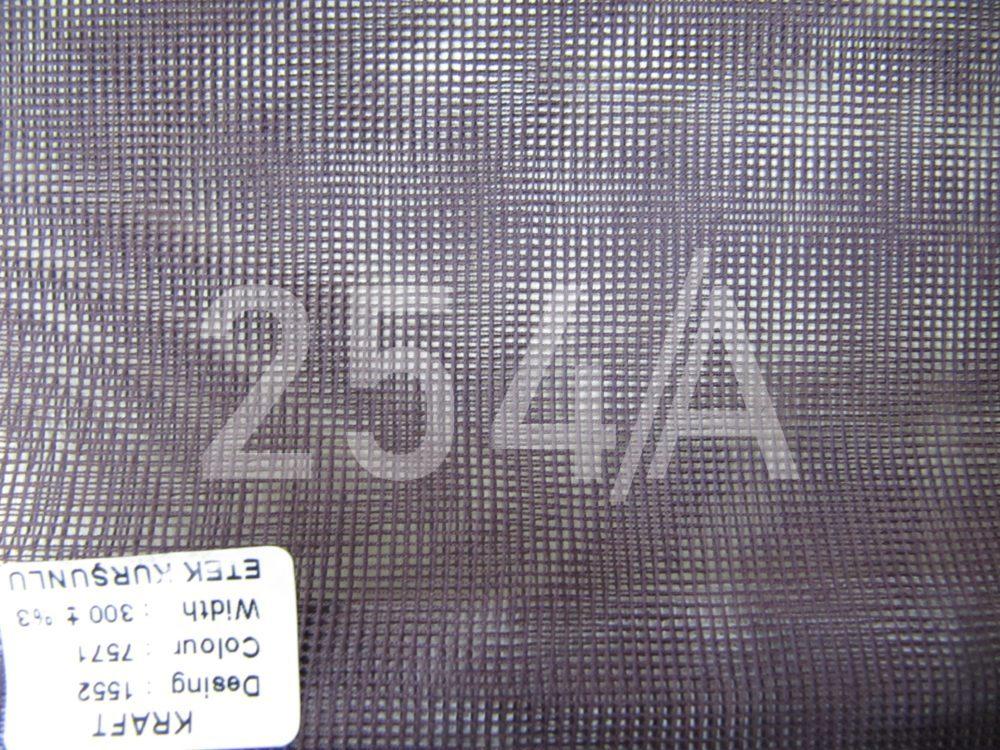 254/A
KRAFT
Desing : 1552
Colour : 7571
Width : 300 ± %3
ETEK KURŞUNLU